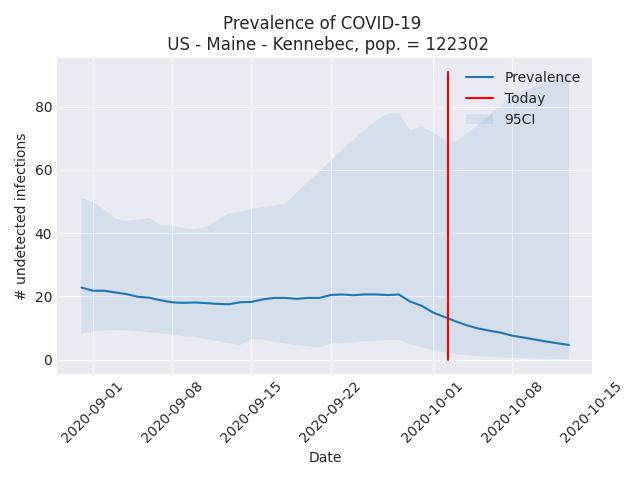 Prevalence of COVID-19
US - Maine - Kennebec, pop. = 122302
Prevalence
Today
95CI
# undetected infections
80
60
40
20
0
2020-09-01
2020-09-08
2020-09-15
2020-09-22
2020-10-01
2020-10-08
2020-10-15
Date